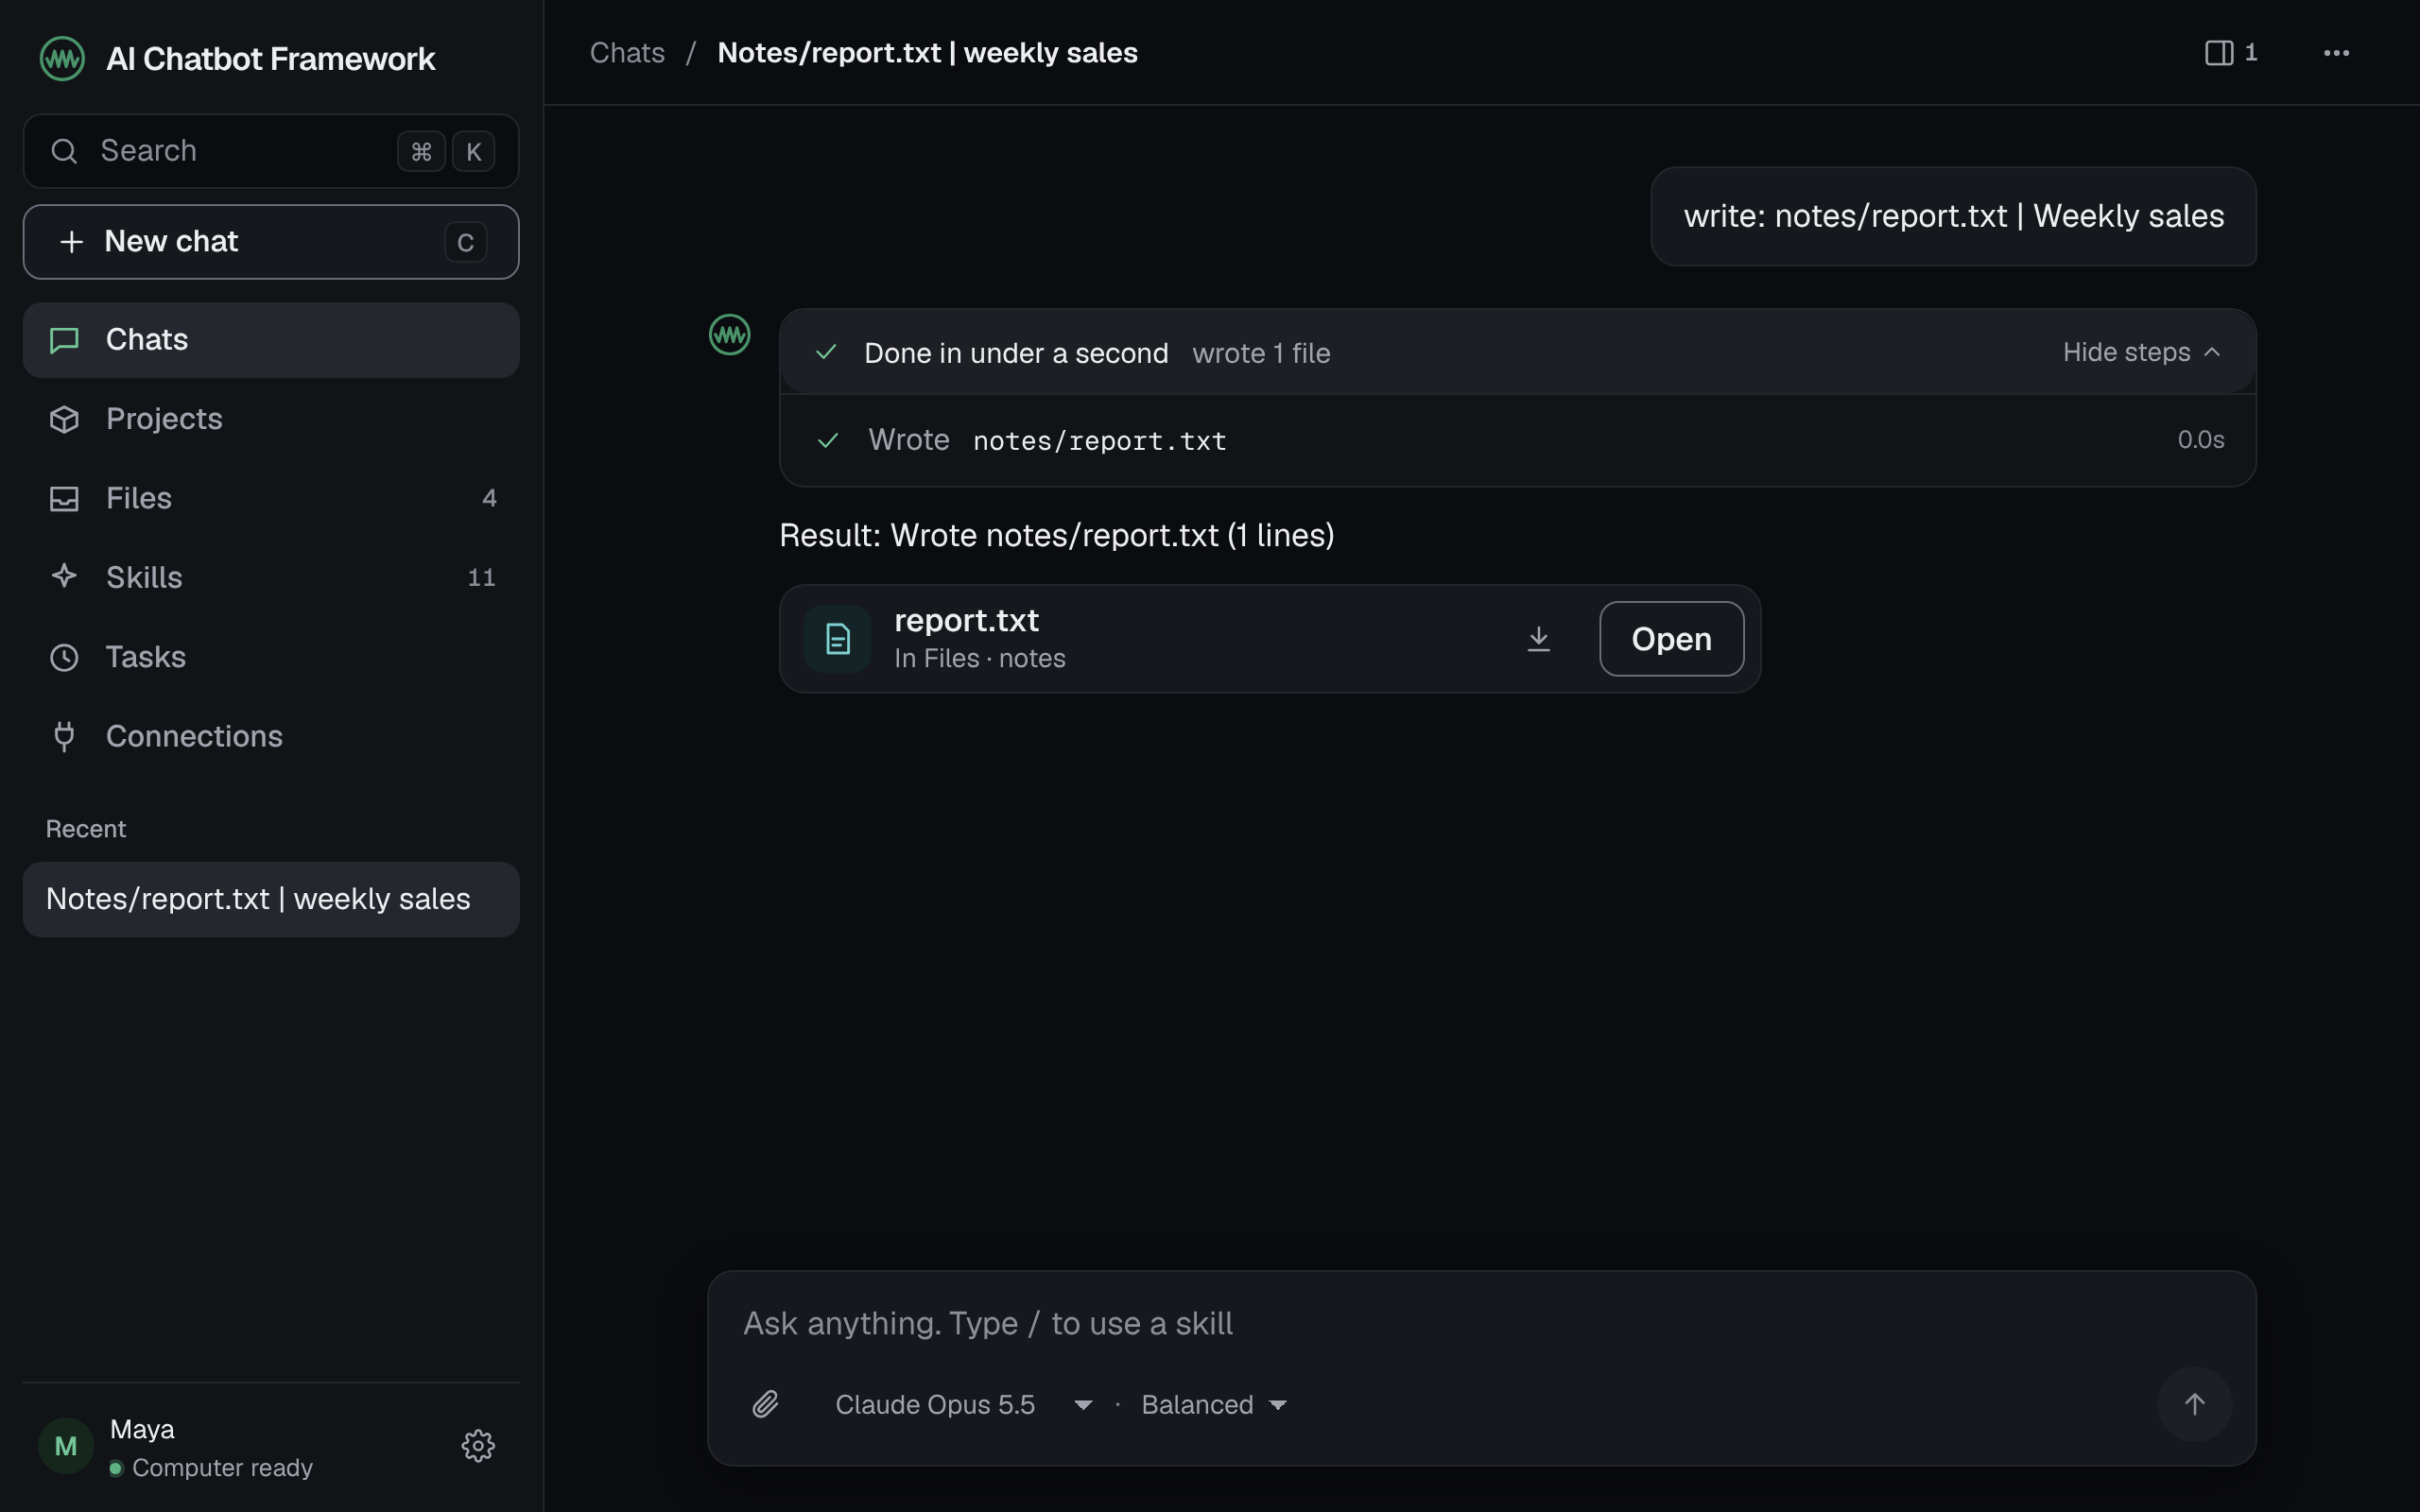 AI Chatbot Framework
Search ⌘ K
New chat C
Chats
Projects
Files 4
Skills 11
Tasks
Connections
Recent
Notes/report.txt | weekly sales
M
Maya
Computer ready
Chats / Notes/report.txt | weekly sales
1
write: notes/report.txt | Weekly sales
Done in under a second wrote 1 file Hide steps
Wrote notes/report.txt 0.0s
Result: Wrote notes/report.txt (1 lines)
report.txt
In Files · notes
Open
Ask anything. Type / to use a skill
Claude Opus 5.5 · Balanced